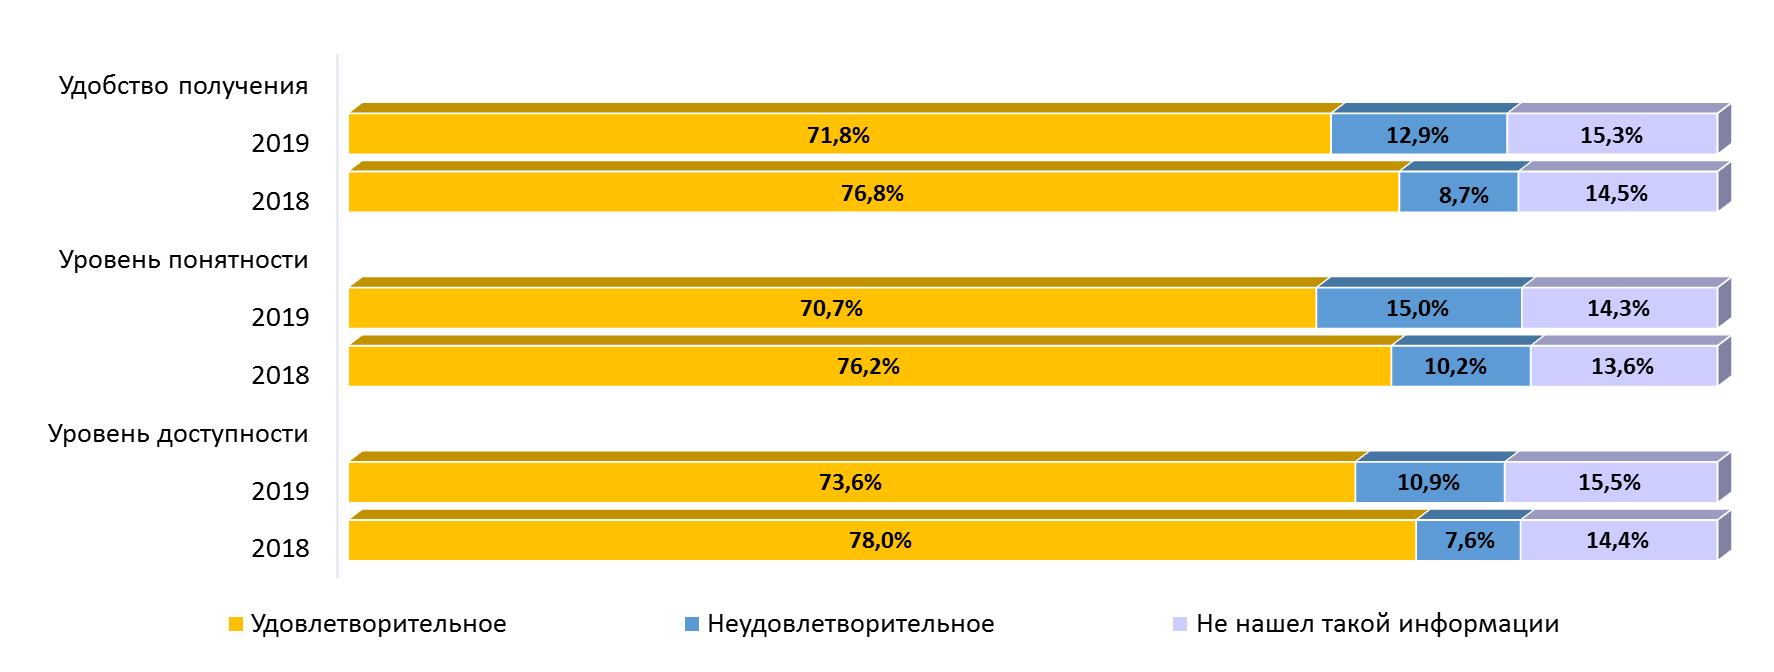 Удобство получения
2019 71,8% 12,9% 15,3%
2018 76,8% 8,7% 14,5%
Уровень понятности
2019 70,7% 15,0% 14,3%
2018 76,2% 10,2% 13,6%
Уровень доступности
2019 73,6% 10,9% 15,5%
2018 78,0% 7,6% 14,4%
Удовлетворительное Неудовлетворительное Не нашел такой информации